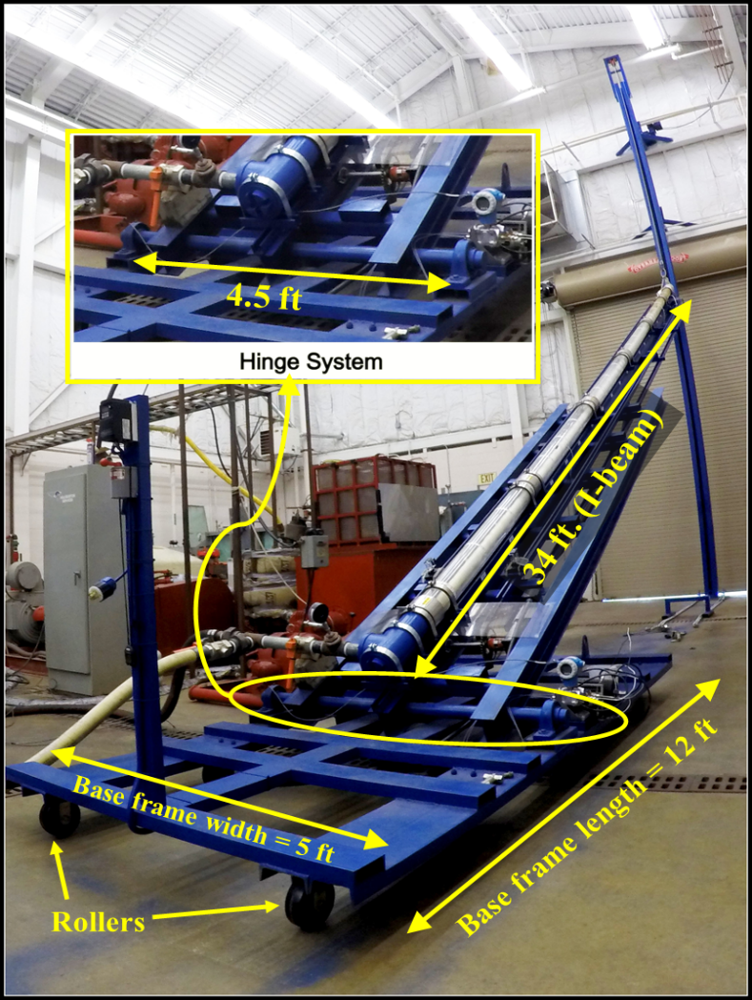 4.5 ft
Hinge System
34 ft. (I-beam)
EXIT
Base frame width = 5 ft
Base frame length = 12 ft
Rollers